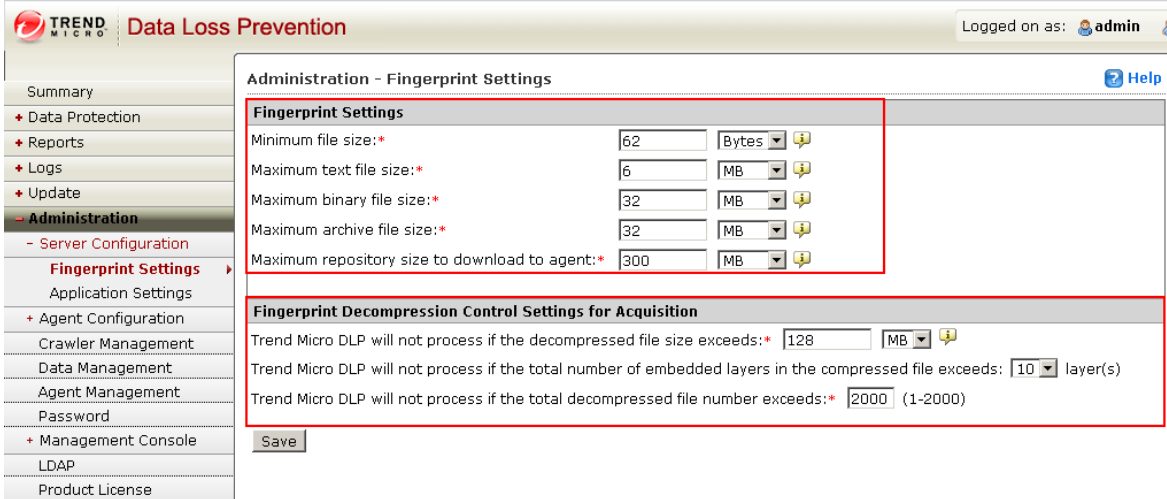 TREND MICRO Data Loss Prevention
Logged on as: admin
Summary
+ Data Protection
+ Reports
+ Logs
+ Update
- Administration
- Server Configuration
Fingerprint Settings
Application Settings
+ Agent Configuration
Crawler Management
Data Management
Agent Management
Password
+ Management Console
LDAP
Product License
Administration - Fingerprint Settings
? Help
Fingerprint Settings
Minimum file size:* 62 Bytes
Maximum text file size:* 6 MB
Maximum binary file size:* 32 MB
Maximum archive file size:* 32 MB
Maximum repository size to download to agent:* 300 MB
Fingerprint Decompression Control Settings for Acquisition
Trend Micro DLP will not process if the decompressed file size exceeds:* 128 MB
Trend Micro DLP will not process if the total number of embedded layers in the compressed file exceeds: 10 layer(s)
Trend Micro DLP will not process if the total decompressed file number exceeds:* 2000 (1-2000)
Save